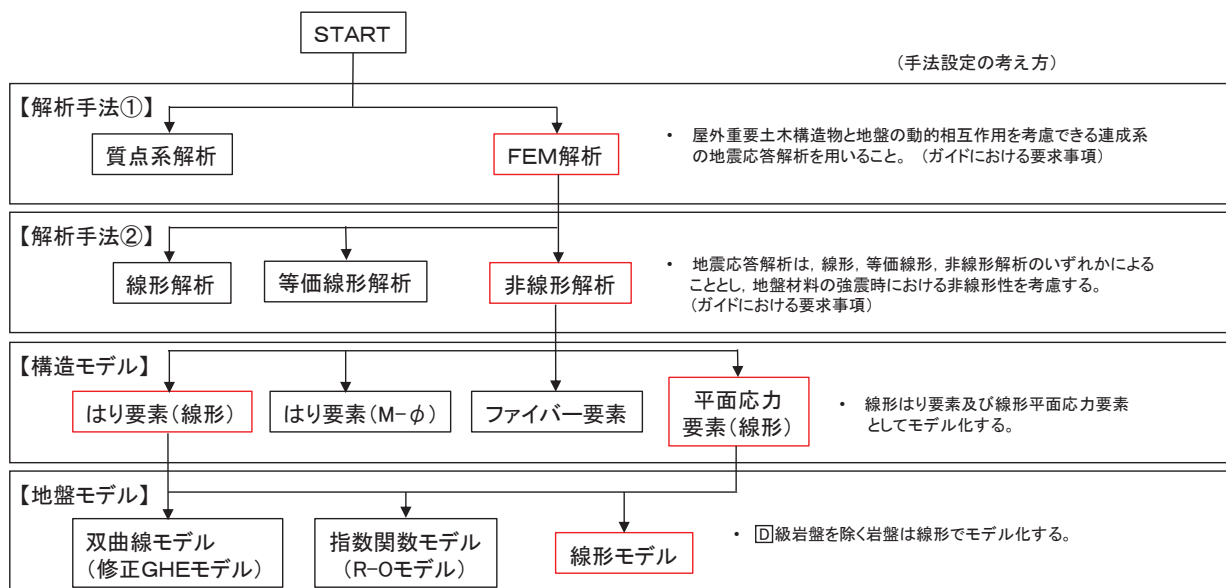 START
(手法設定の考え方)
【解析手法①】
質点系解析
FEM解析
・ 屋外重要土木構造物と地盤の動的相互作用を考慮できる連成系
の地震応答解析を用いること。 (ガイドにおける要求事項)
【解析手法②】
線形解析
等価線形解析
非線形解析
・ 地震応答解析は, 線形, 等価線形, 非線形解析のいずれかによる
こととし, 地盤材料の強震時における非線形性を考慮する。
(ガイドにおける要求事項)
【構造モデル】
はり要素(線形)
はり要素(M-φ)
ファイバー要素
平面応力
要素(線形)
・ 線形はり要素及び線形平面応力要素
としてモデル化する。
【地盤モデル】
双曲線モデル
(修正GHEモデル)
指数関数モデル
(R-Oモデル)
線形モデル
・ D級岩盤を除く岩盤は線形でモデル化する。